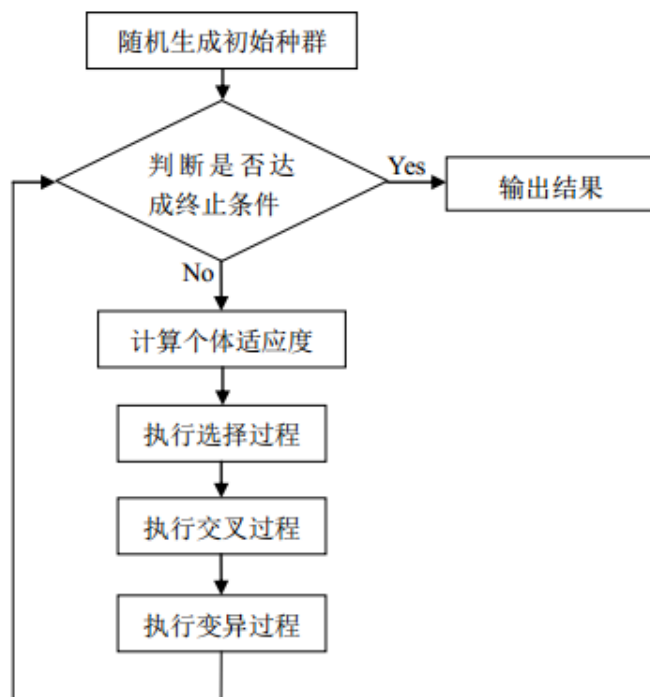 随机生成初始种群
判断是否达
成终止条件
Yes
输出结果
No
计算个体适应度
执行选择过程
执行交叉过程
执行变异过程